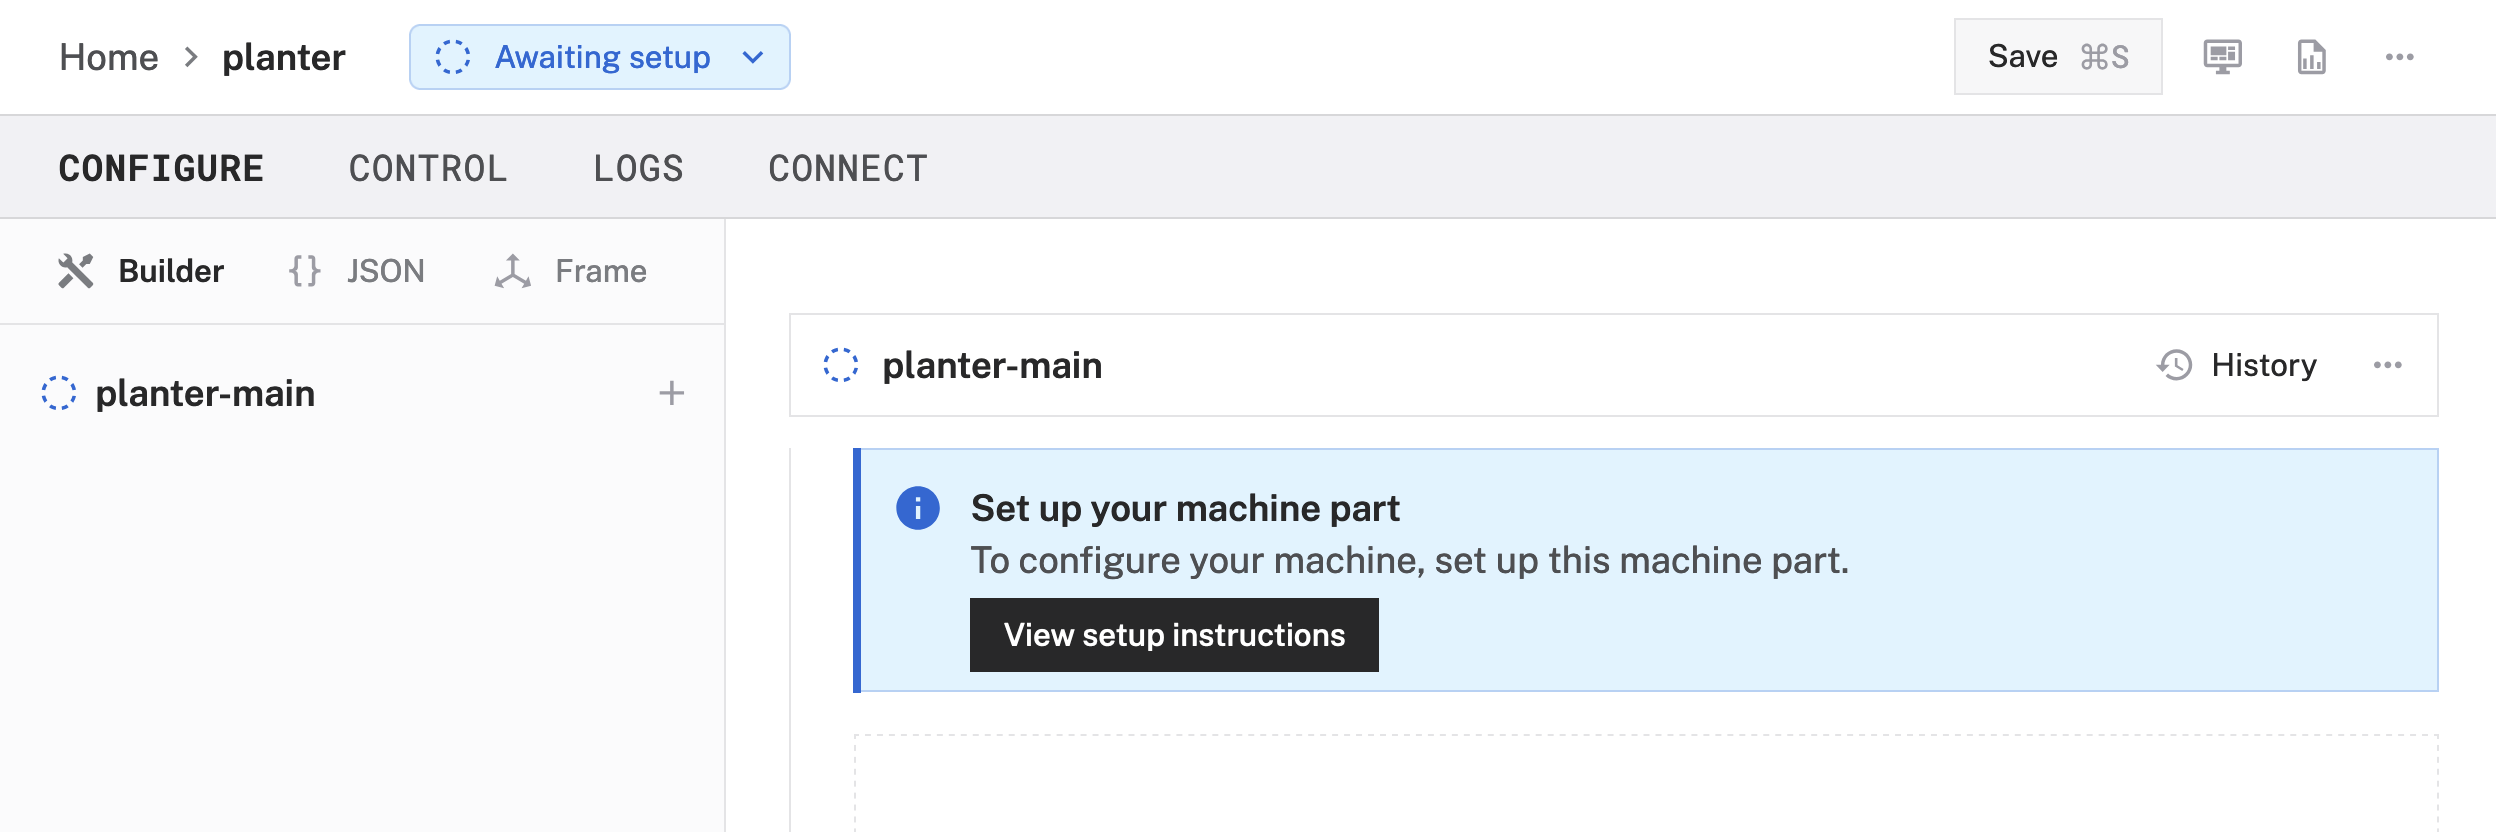 Home > planter Awaiting setup Save ⌘S
CONFIGURE CONTROL LOGS CONNECT
Builder {} JSON Frame
planter-main +
planter-main History
Set up your machine part
To configure your machine, set up this machine part.
View setup instructions